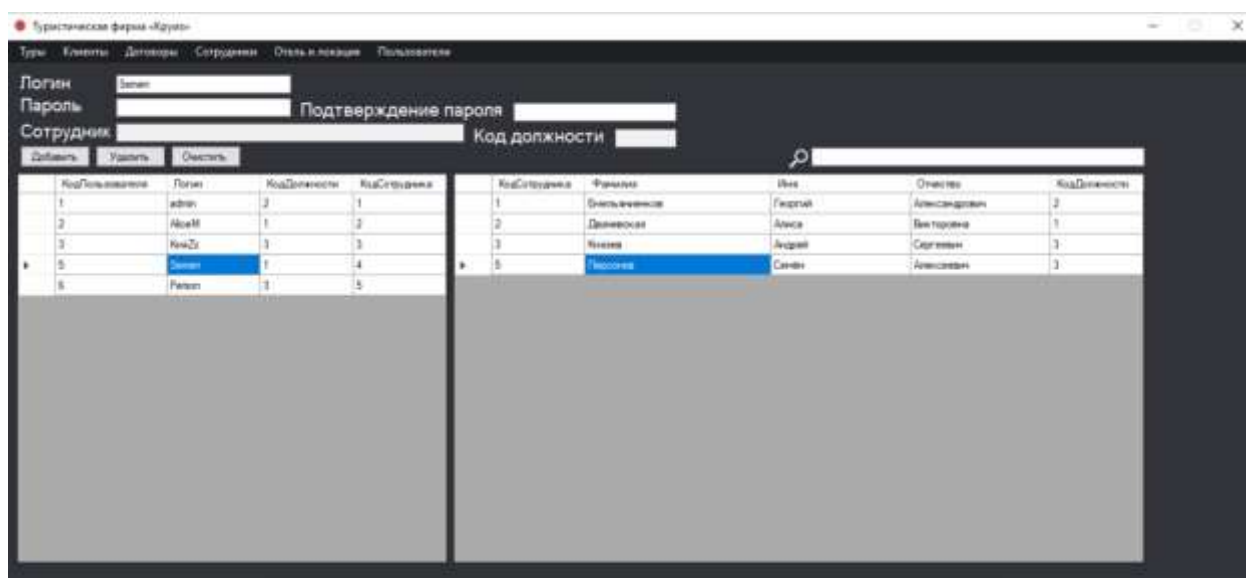 Туристическая фирма «Круиз»
Туры Клиенты Договоры Сотрудники Отель и локация Пользователи
Логин Semen
Пароль Подтверждение пароля
Сотрудник Код должности
Добавить Удалить Очистить
КодПользователя Логин КодДолжности КодСотрудника КодСотрудника Фамилия Имя Отчество КодДолжности
1 admin 2 1 1 Георгий Александрович 2
2 AliceM 1 2 2 Алиса Викторовна 1
3 3 3 3 Князев Андрей Сергеевич 3
5 Semen 1 4 5 Персонев Семён Алексеевич 3
6 Person 3 5